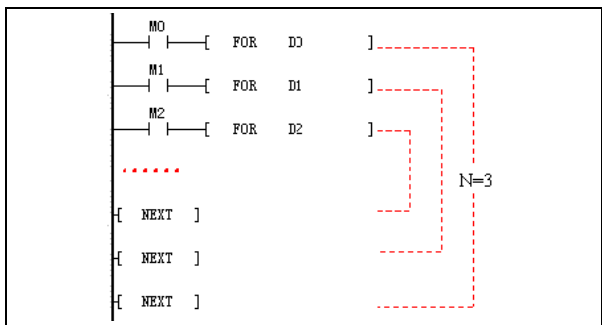 M0
[ FOR D0 ]
M1
[ FOR D1 ]
M2
[ FOR D2 ]
N=3
[ NEXT ]
[ NEXT ]
[ NEXT ]